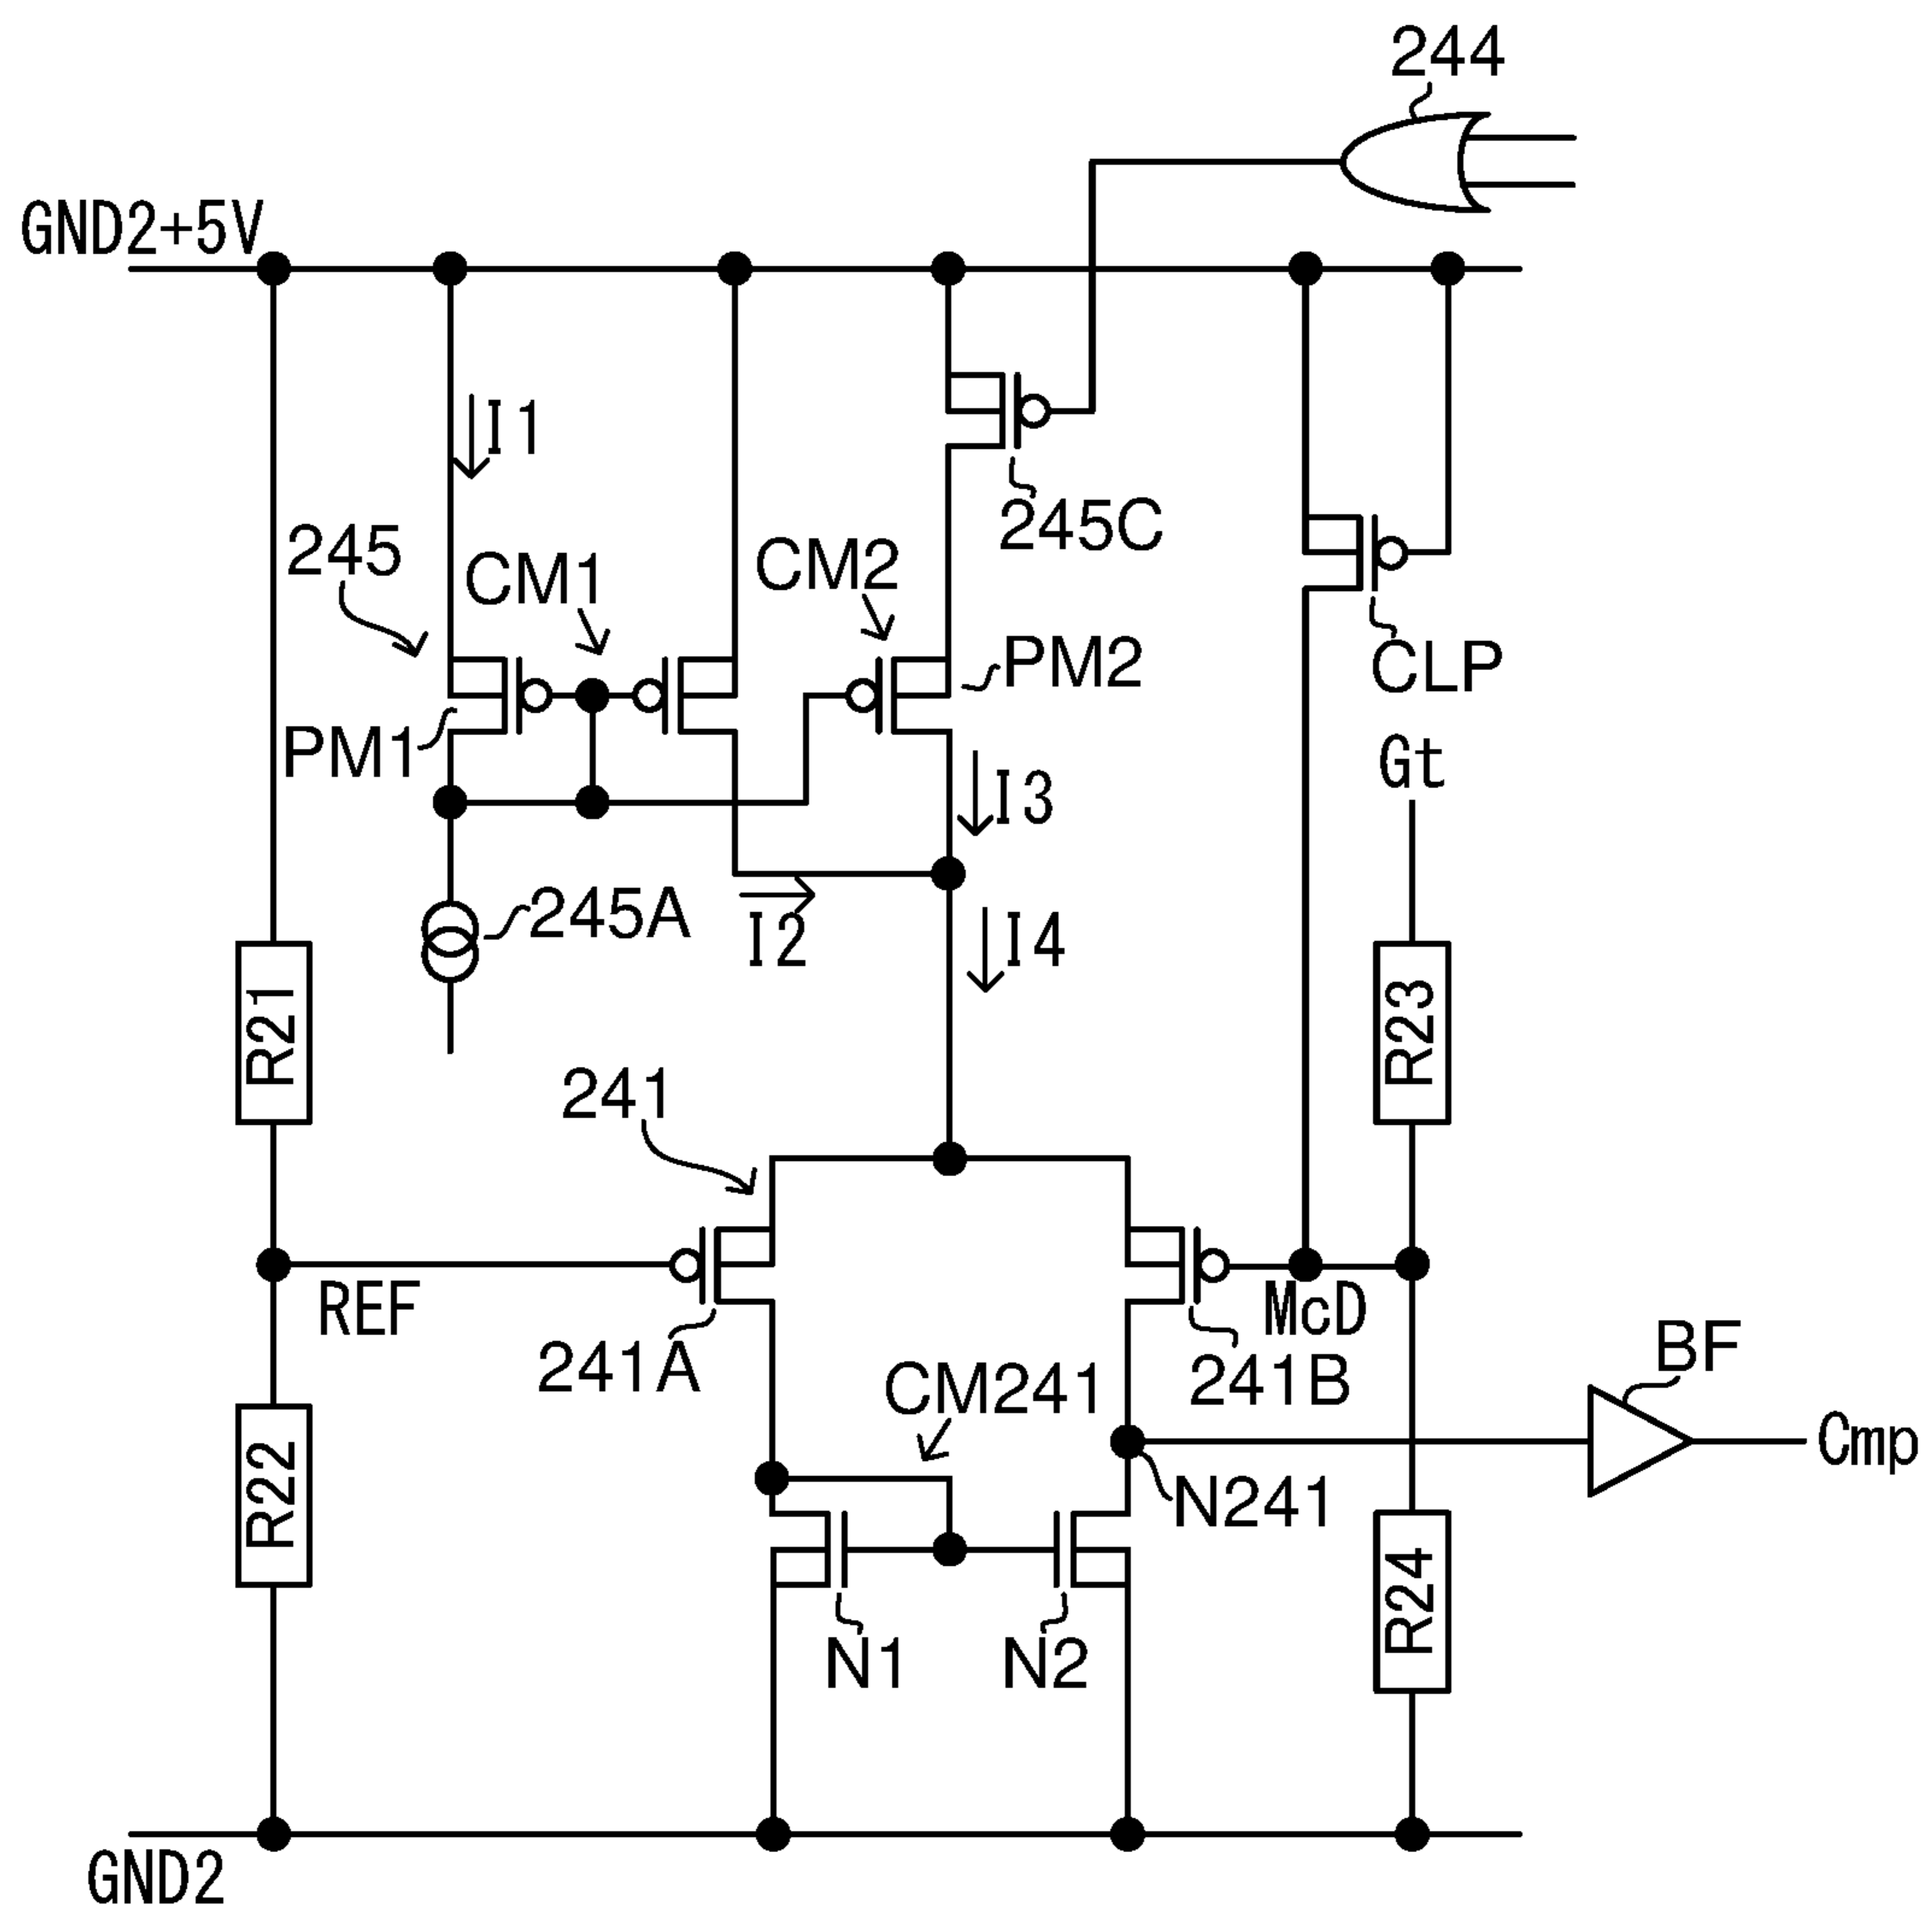 244
GND2+5V
I1
245C
245
CM1
CM2
PM2
CLP
PM1
Gt
I3
245A
I2
I4
R21
R23
241
REF
McD
241A
241B
BF
CM241
Cmp
R22
N241
R24
N1
N2
GND2